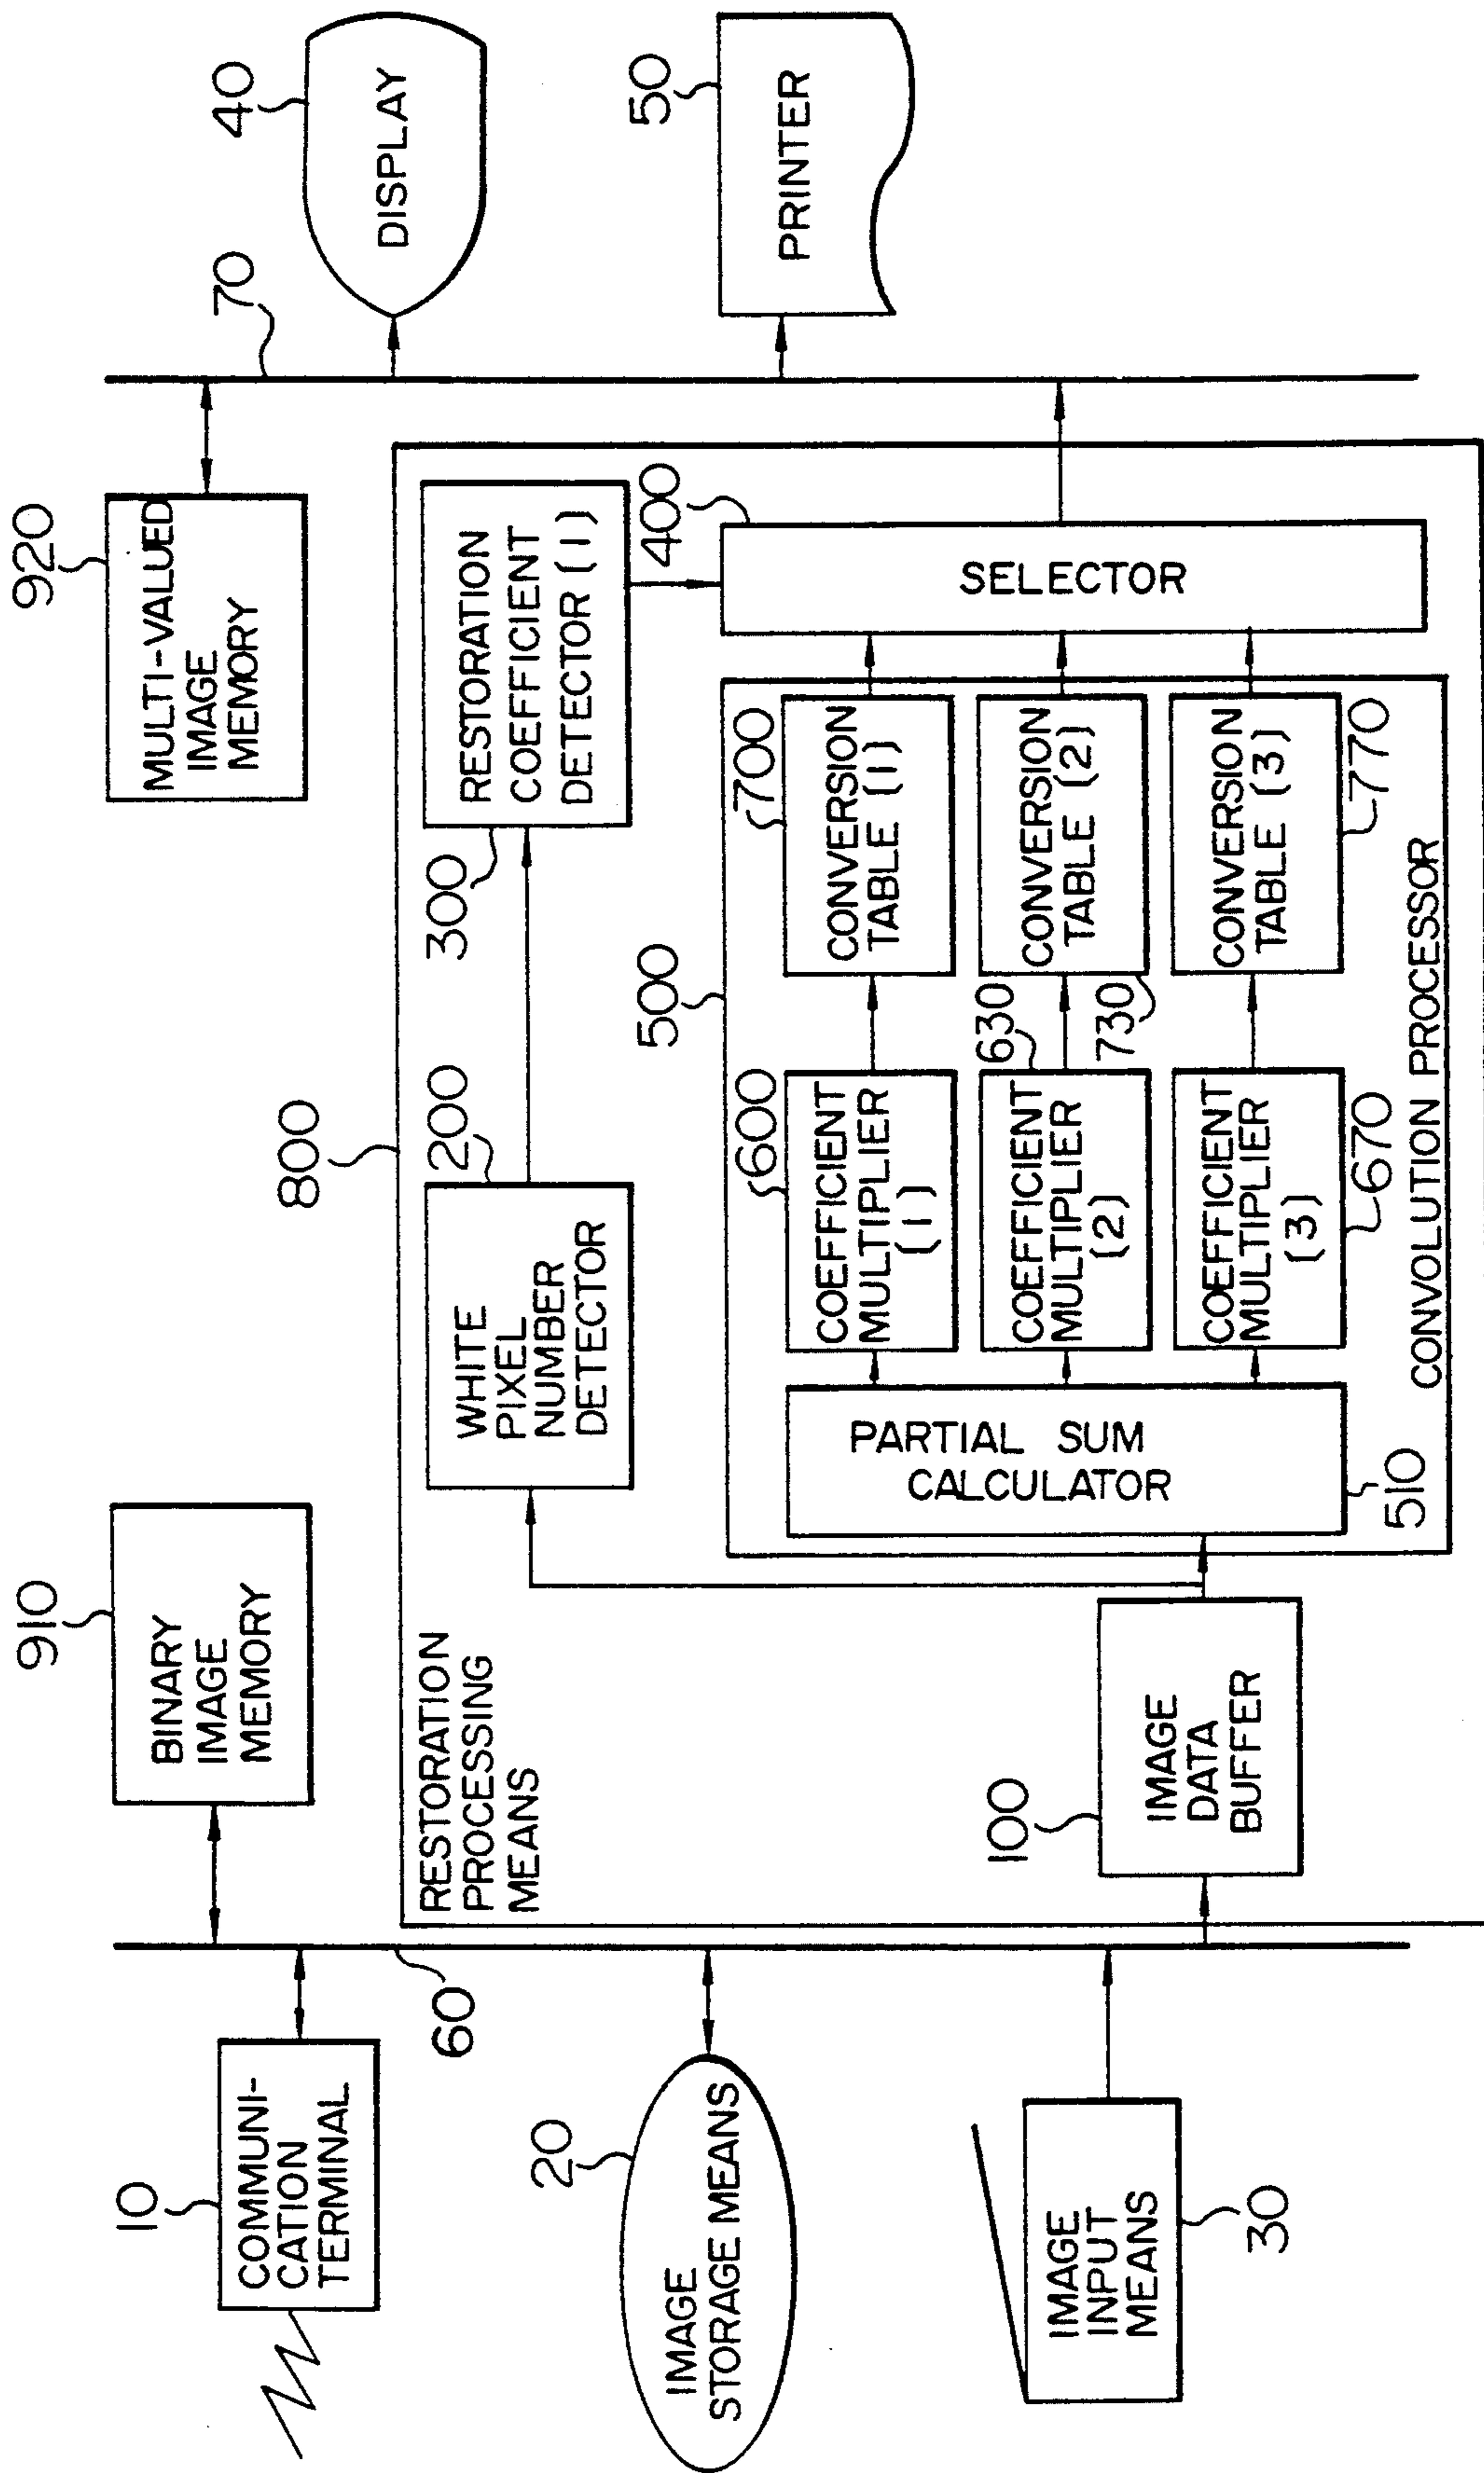 10
COMMUNI-
CATION
TERMINAL
20
IMAGE
STORAGE MEANS
IMAGE
INPUT
MEANS
30
60
910
BINARY
IMAGE
MEMORY
RESTORATION
PROCESSING
MEANS
100
IMAGE
DATA
BUFFER
800
200
WHITE
PIXEL
NUMBER
DETECTOR
300
RESTORATION
COEFFICIENT
DETECTOR (1)
500
PARTIAL SUM
CALCULATOR
510
600
COEFFICIENT
MULTIPLIER
(1)
630
COEFFICIENT
MULTIPLIER
(2)
COEFFICIENT
MULTIPLIER
(3)
670
700
CONVERSION
TABLE (1)
CONVERSION
TABLE (2)
730
CONVERSION
TABLE (3)
770
CONVOLUTION PROCESSOR
400
SELECTOR
920
MULTI-VALUED
IMAGE
MEMORY
70
40
DISPLAY
50
PRINTER